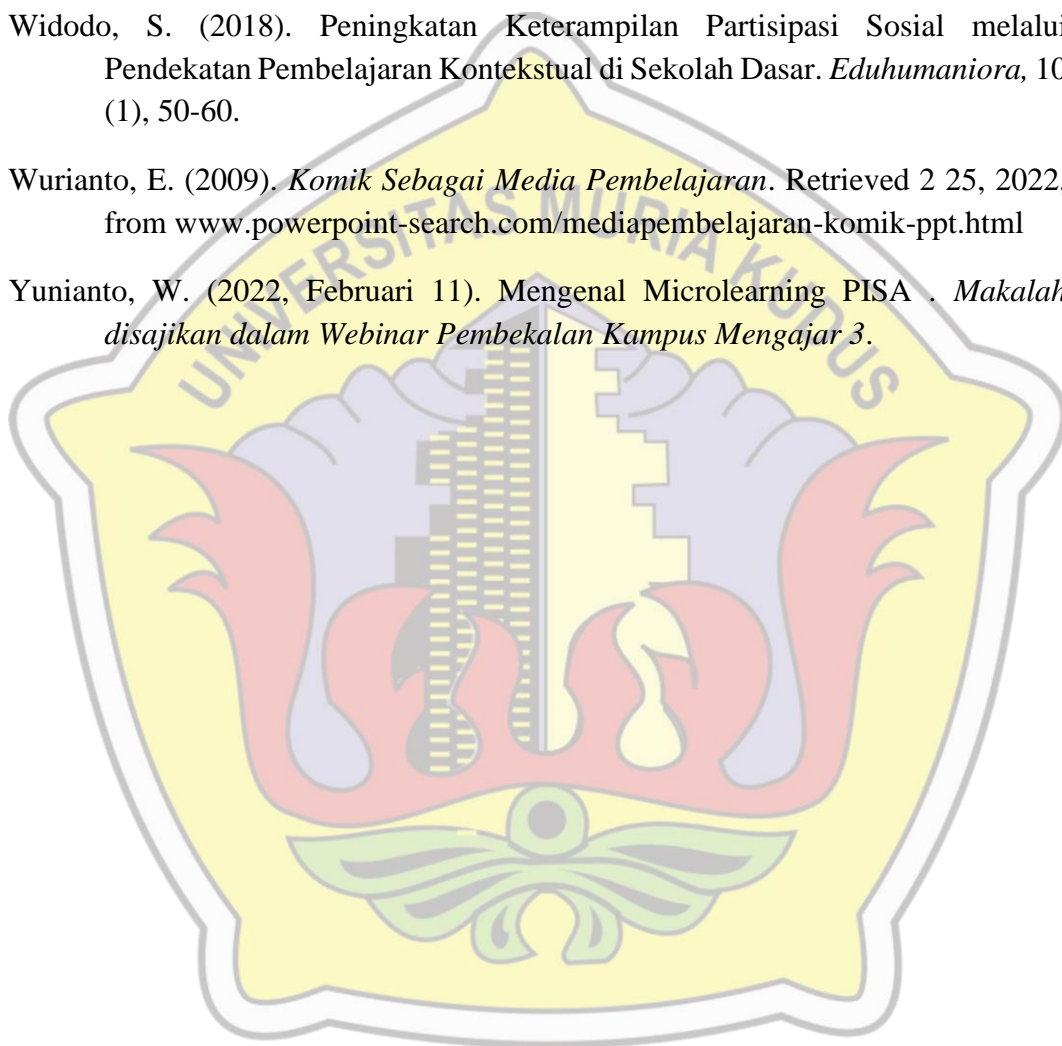 Widodo, S. (2018). Peningkatan Keterampilan Partisipasi Sosial melalui
Pendekatan Pembelajaran Kontekstual di Sekolah Dasar. Eduhumaniora, 10
(1), 50-60.
Wurianto, E. (2009). Komik Sebagai Media Pembelajaran. Retrieved 2 25, 2022,
from www.powerpoint-search.com/mediapembelajaran-komik-ppt.html
Yunianto, W. (2022, Februari 11). Mengenal Microlearning PISA . Makalah
disajikan dalam Webinar Pembekalan Kampus Mengajar 3.
UNIVERSITAS MURIA KUDUS